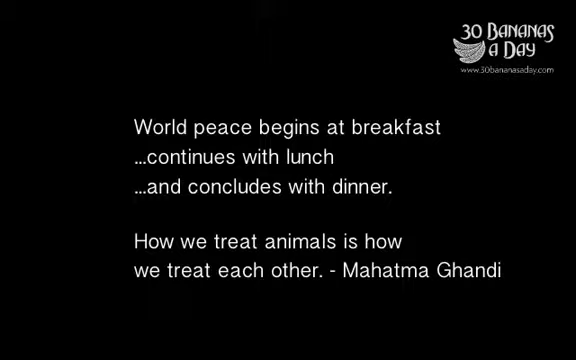 30 BANANAS
A DAY
www.30bananasaday.com
World peace begins at breakfast
...continues with lunch
...and concludes with dinner.
How we treat animals is how
we treat each other. - Mahatma Ghandi